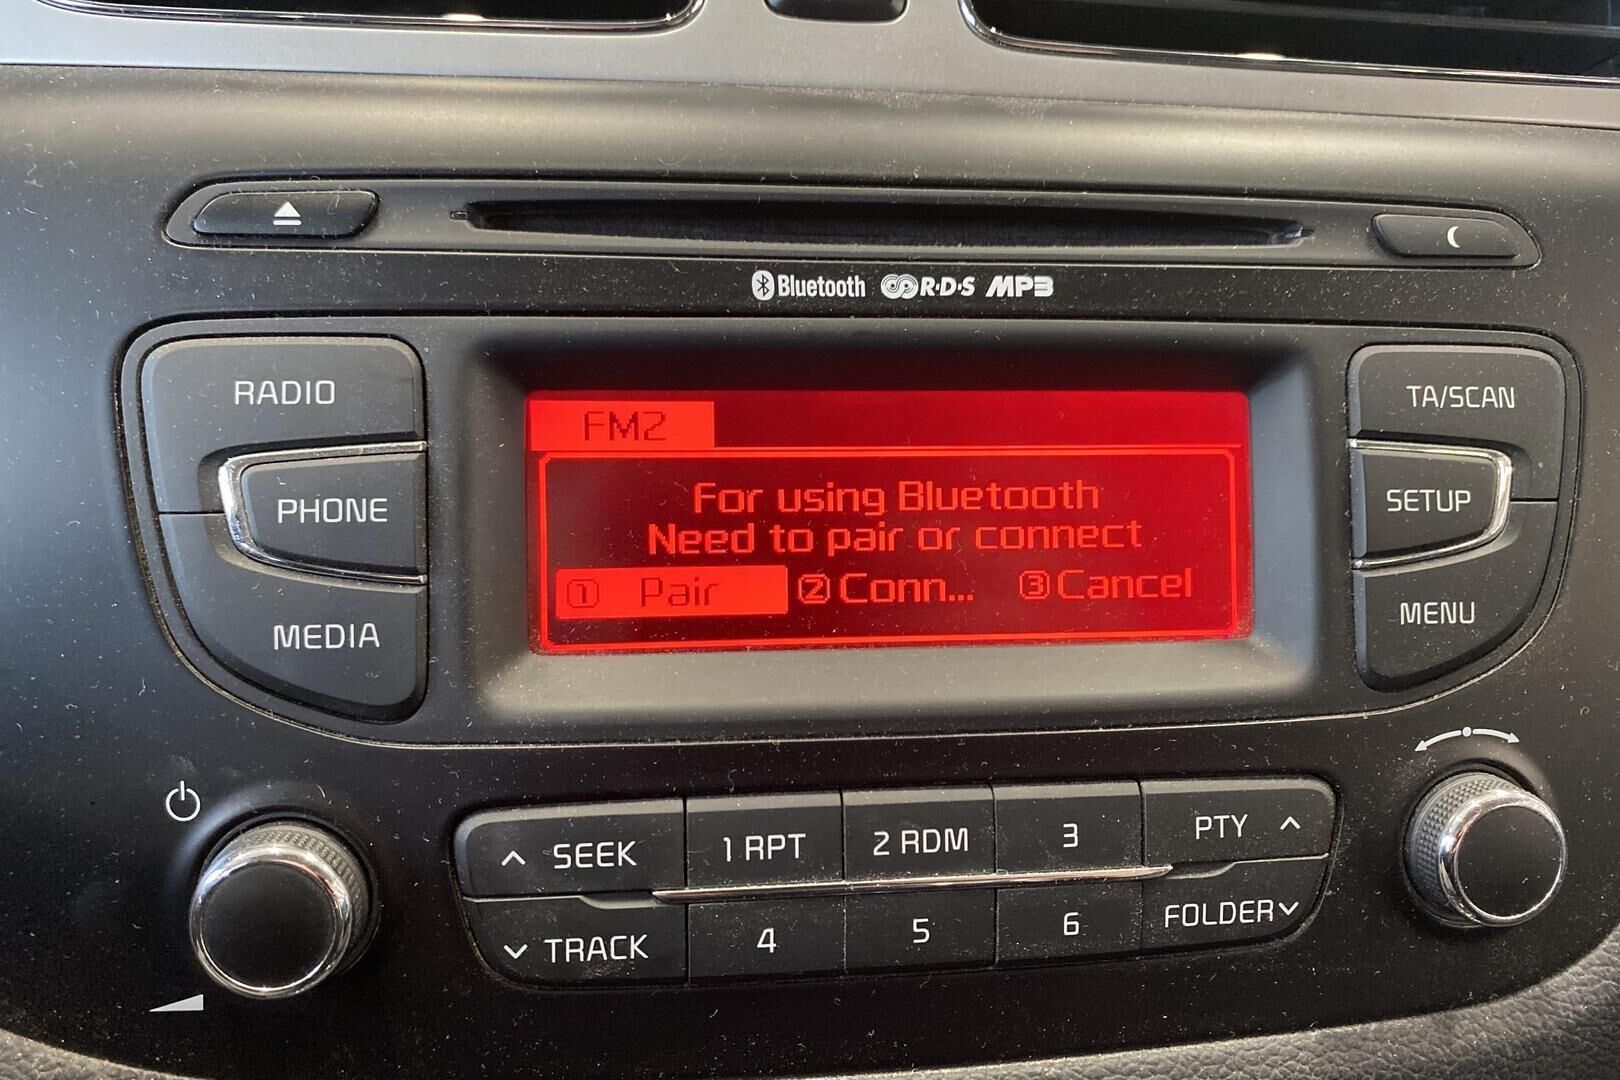 Bluetooth R·D·S MP3
RADIO
PHONE
MEDIA
FM2
For using Bluetooth
Need to pair or connect
① Pair ②Conn... ③Cancel
TA/SCAN
SETUP
MENU
SEEK 1 RPT 2 RDM 3 PTY
TRACK 4 5 6 FOLDER